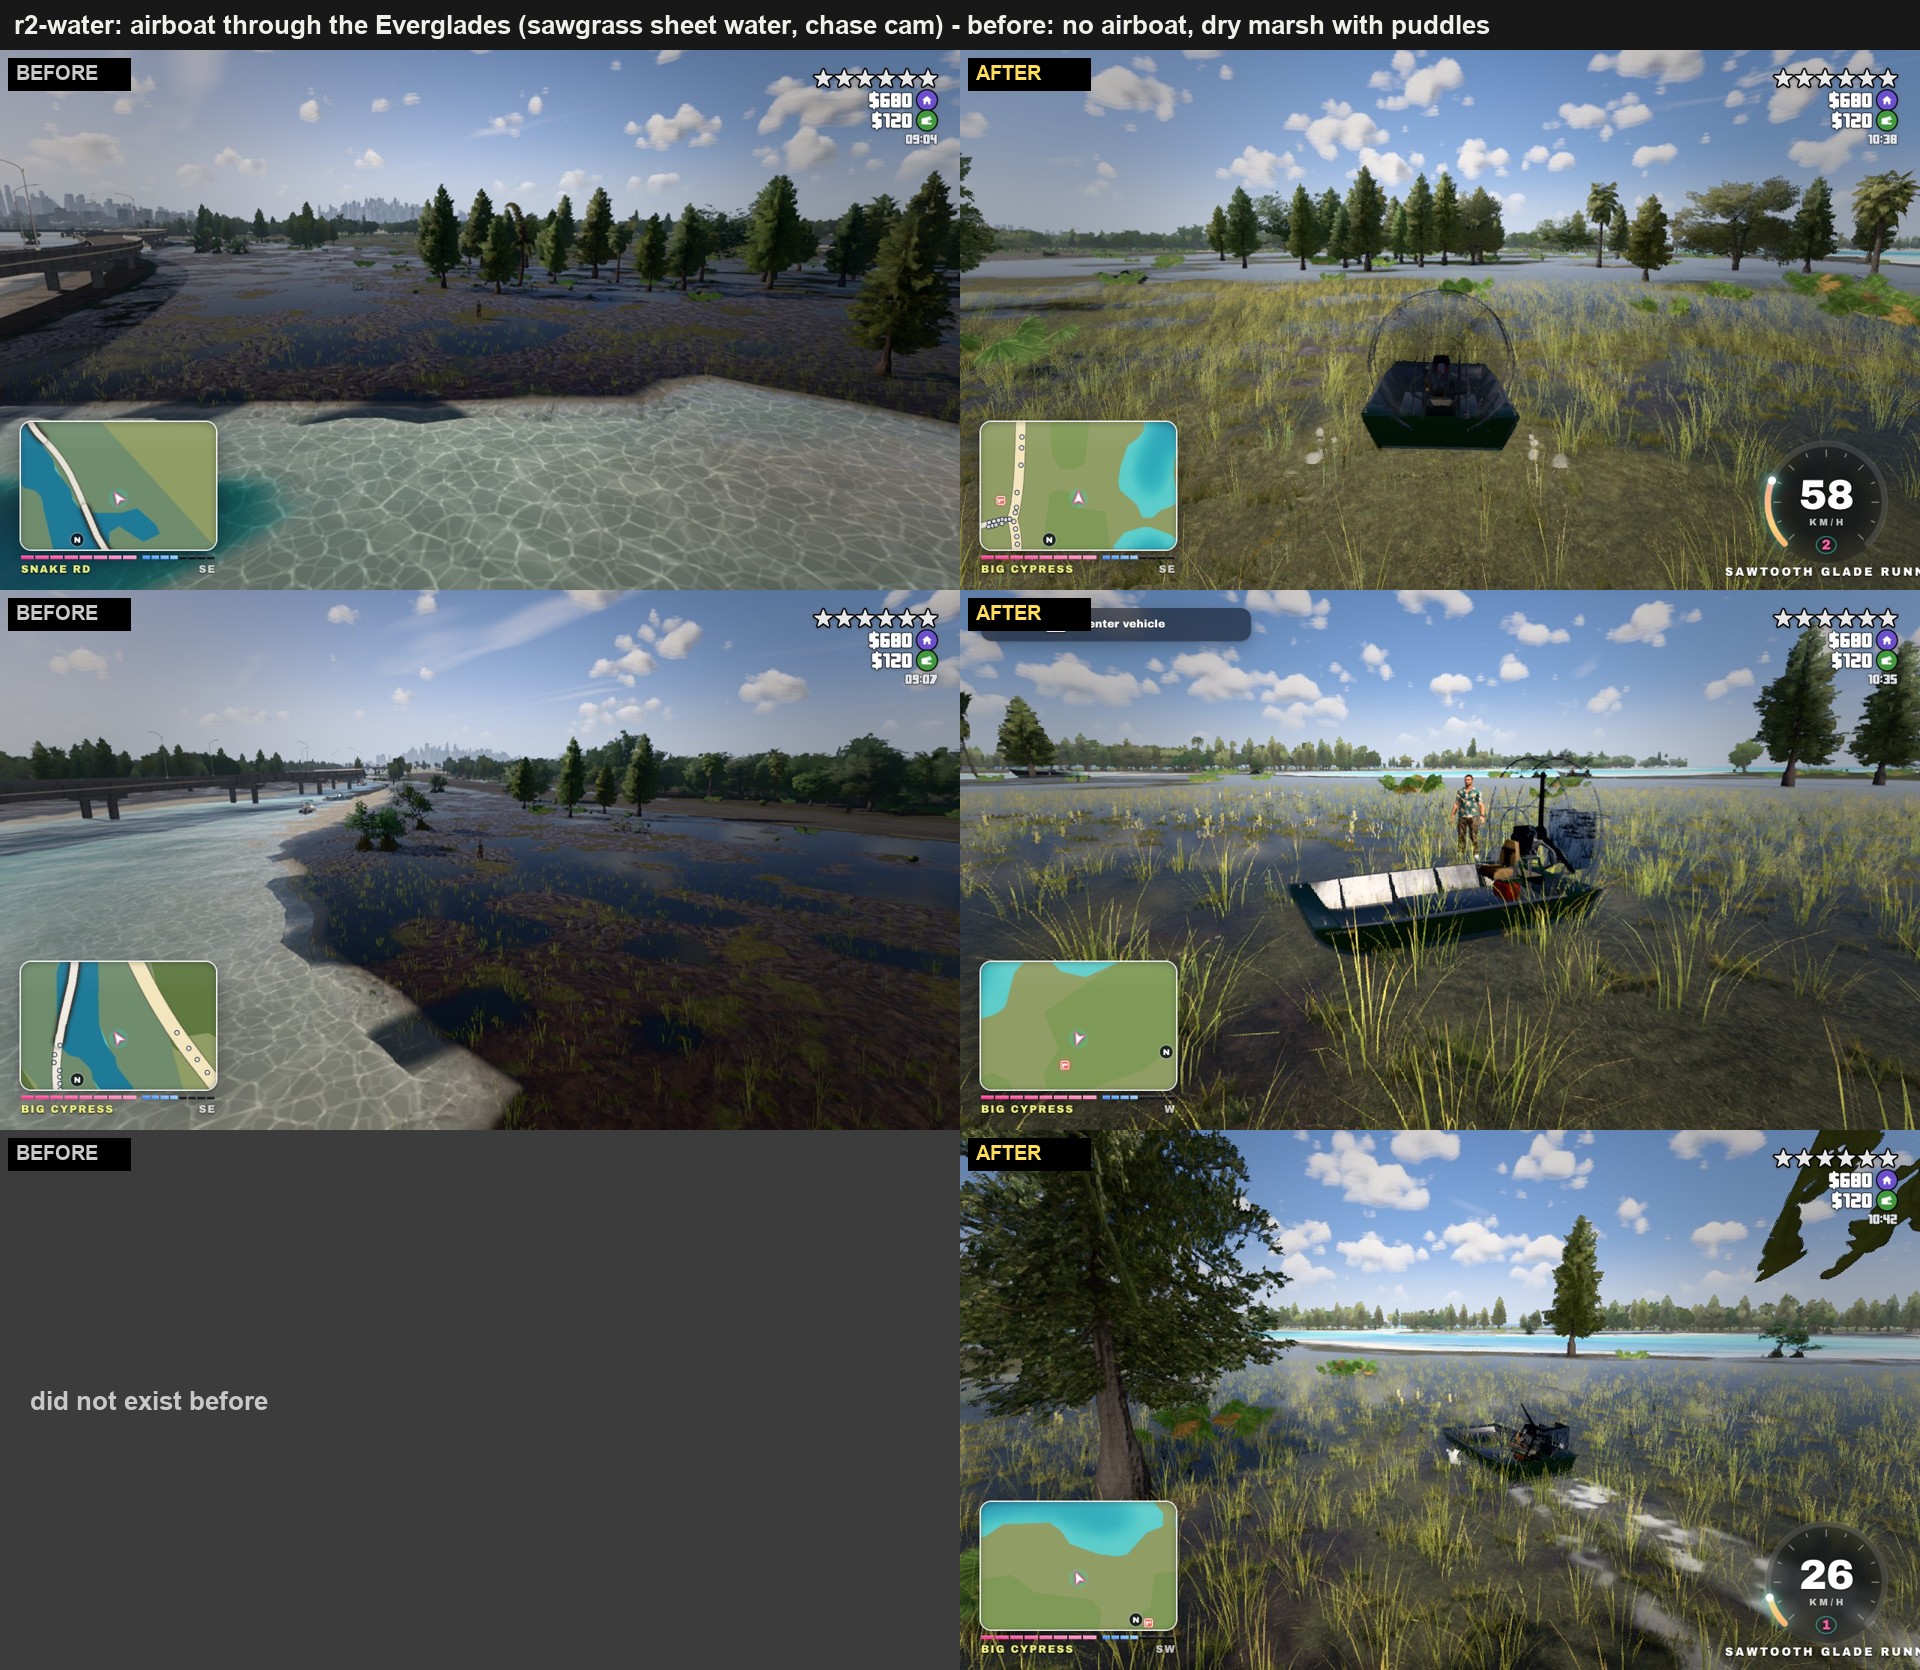 r2-water: airboat through the Everglades (sawgrass sheet water, chase cam) - before: no airboat, dry marsh with puddles
BEFORE
$680
$120
09:04
N
SNAKE RD
SE
AFTER
$680
$120
10:38
N
BIG CYPRESS
SE
58
KM/H
2
SAWTOOTH GLADE RUNN
BEFORE
$680
$120
09:07
N
BIG CYPRESS
SE
AFTER
enter vehicle
$680
$120
10:35
N
BIG CYPRESS
W
BEFORE
did not exist before
AFTER
$680
$120
10:42
N
BIG CYPRESS
SW
26
KM/H
1
SAWTOOTH GLADE RUNN